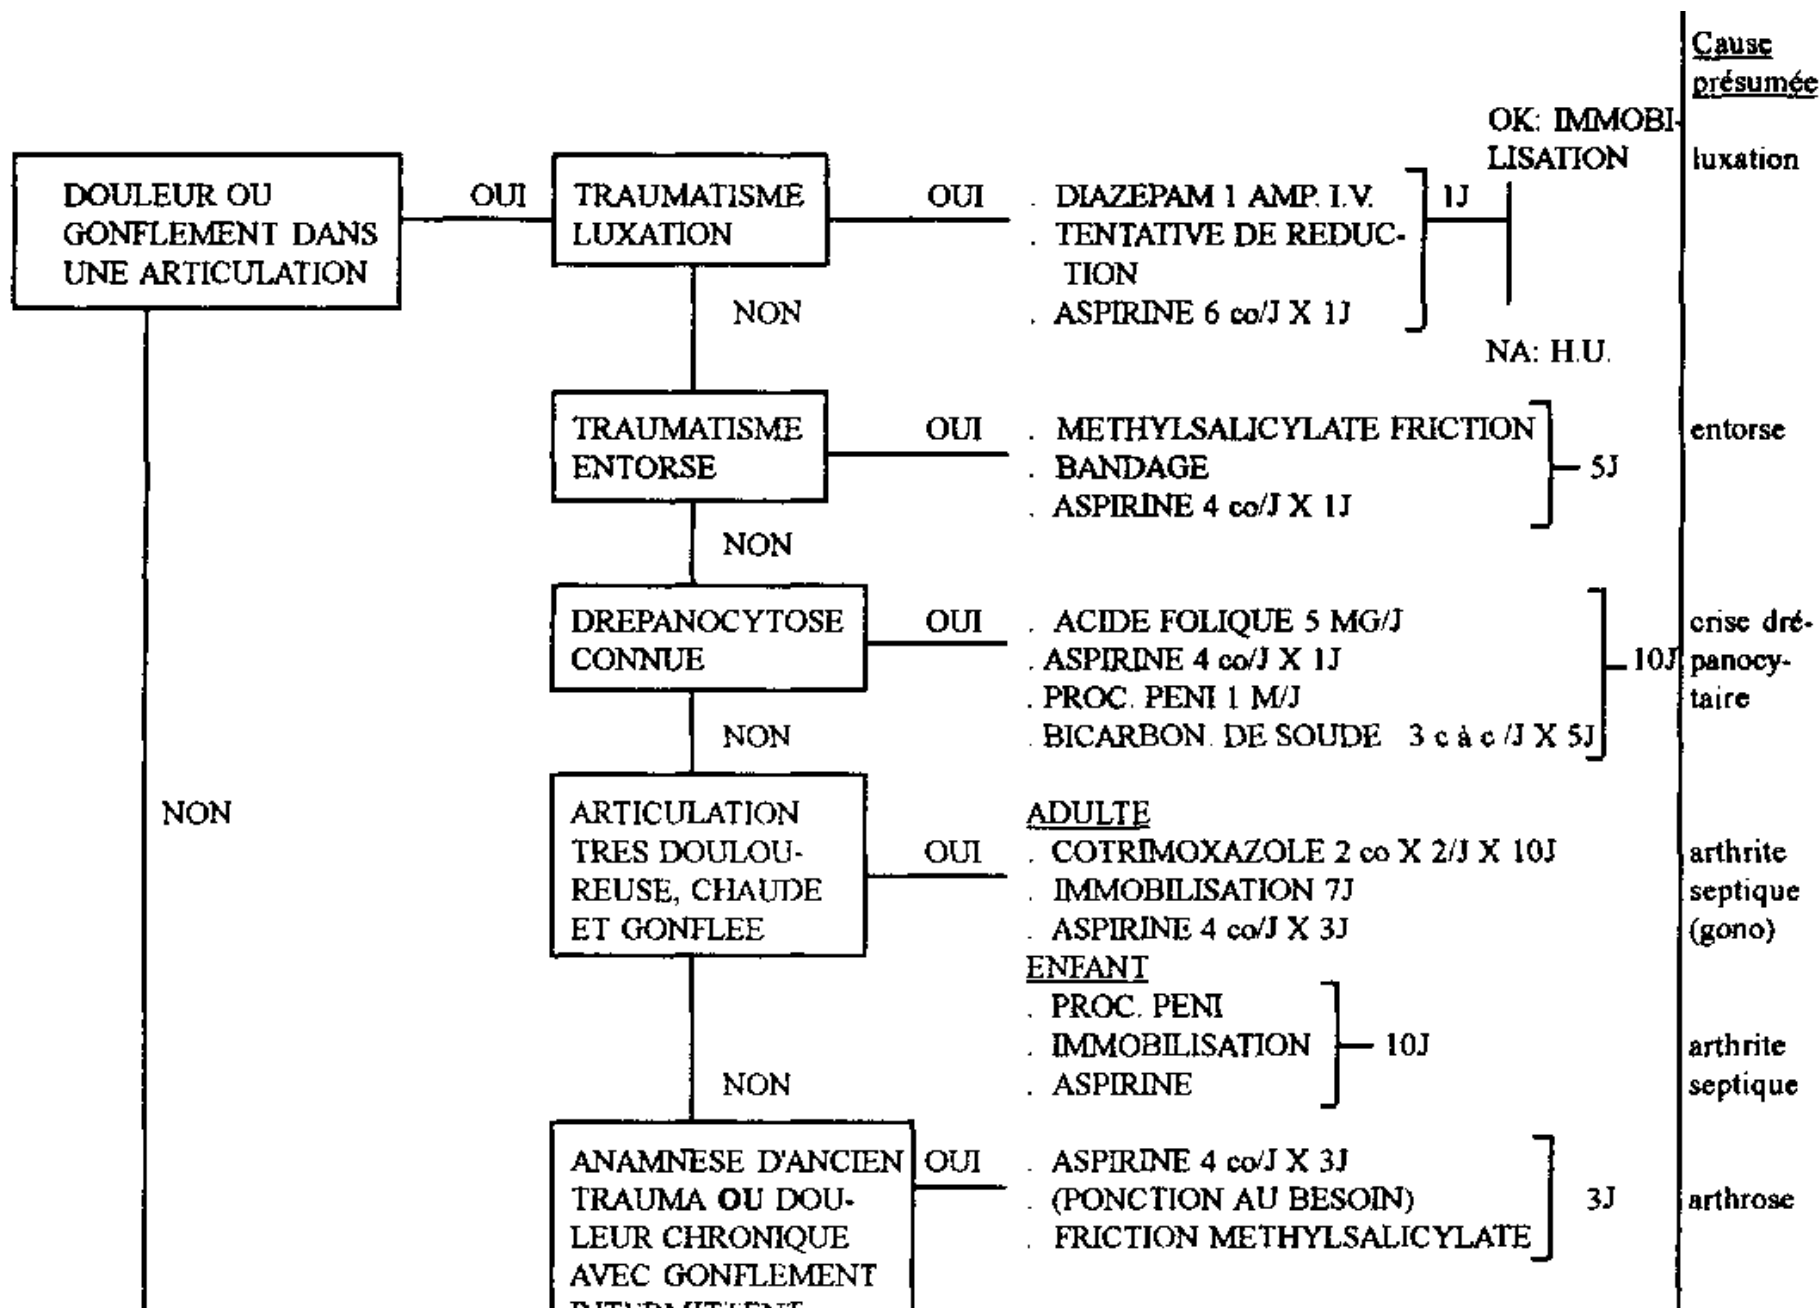 Cause
présumée
OK: IMMOBI-
LISATION
luxation
DOULEUR OU
GONFLEMENT DANS
UNE ARTICULATION
OUI
TRAUMATISME
LUXATION
OUI
. DIAZEPAM 1 AMP. I.V.
. TENTATIVE DE REDUC-
TION
. ASPIRINE 6 co/J X 1J
1J
NON
NA: H.U.
TRAUMATISME
ENTORSE
OUI
. METHYLSALICYLATE FRICTION
. BANDAGE
. ASPIRINE 4 co/J X 1J
5J
entorse
NON
DREPANOCYTOSE
CONNUE
OUI
. ACIDE FOLIQUE 5 MG/J
. ASPIRINE 4 co/J X 1J
. PROC. PENI 1 M/J
. BICARBON. DE SOUDE 3 c à c /J X 5J
10J
crise dré-
panocy-
taire
NON
NON
ARTICULATION
TRES DOULOU-
REUSE, CHAUDE
ET GONFLEE
OUI
ADULTE
. COTRIMOXAZOLE 2 co X 2/J X 10J
. IMMOBILISATION 7J
. ASPIRINE 4 co/J X 3J
arthrite
septique
(gono)
ENFANT
. PROC. PENI
. IMMOBILISATION
. ASPIRINE
10J
arthrite
septique
NON
ANAMNESE D'ANCIEN
TRAUMA OU DOU-
LEUR CHRONIQUE
AVEC GONFLEMENT
OUI
. ASPIRINE 4 co/J X 3J
. (PONCTION AU BESOIN)
. FRICTION METHYLSALICYLATE
3J
arthrose